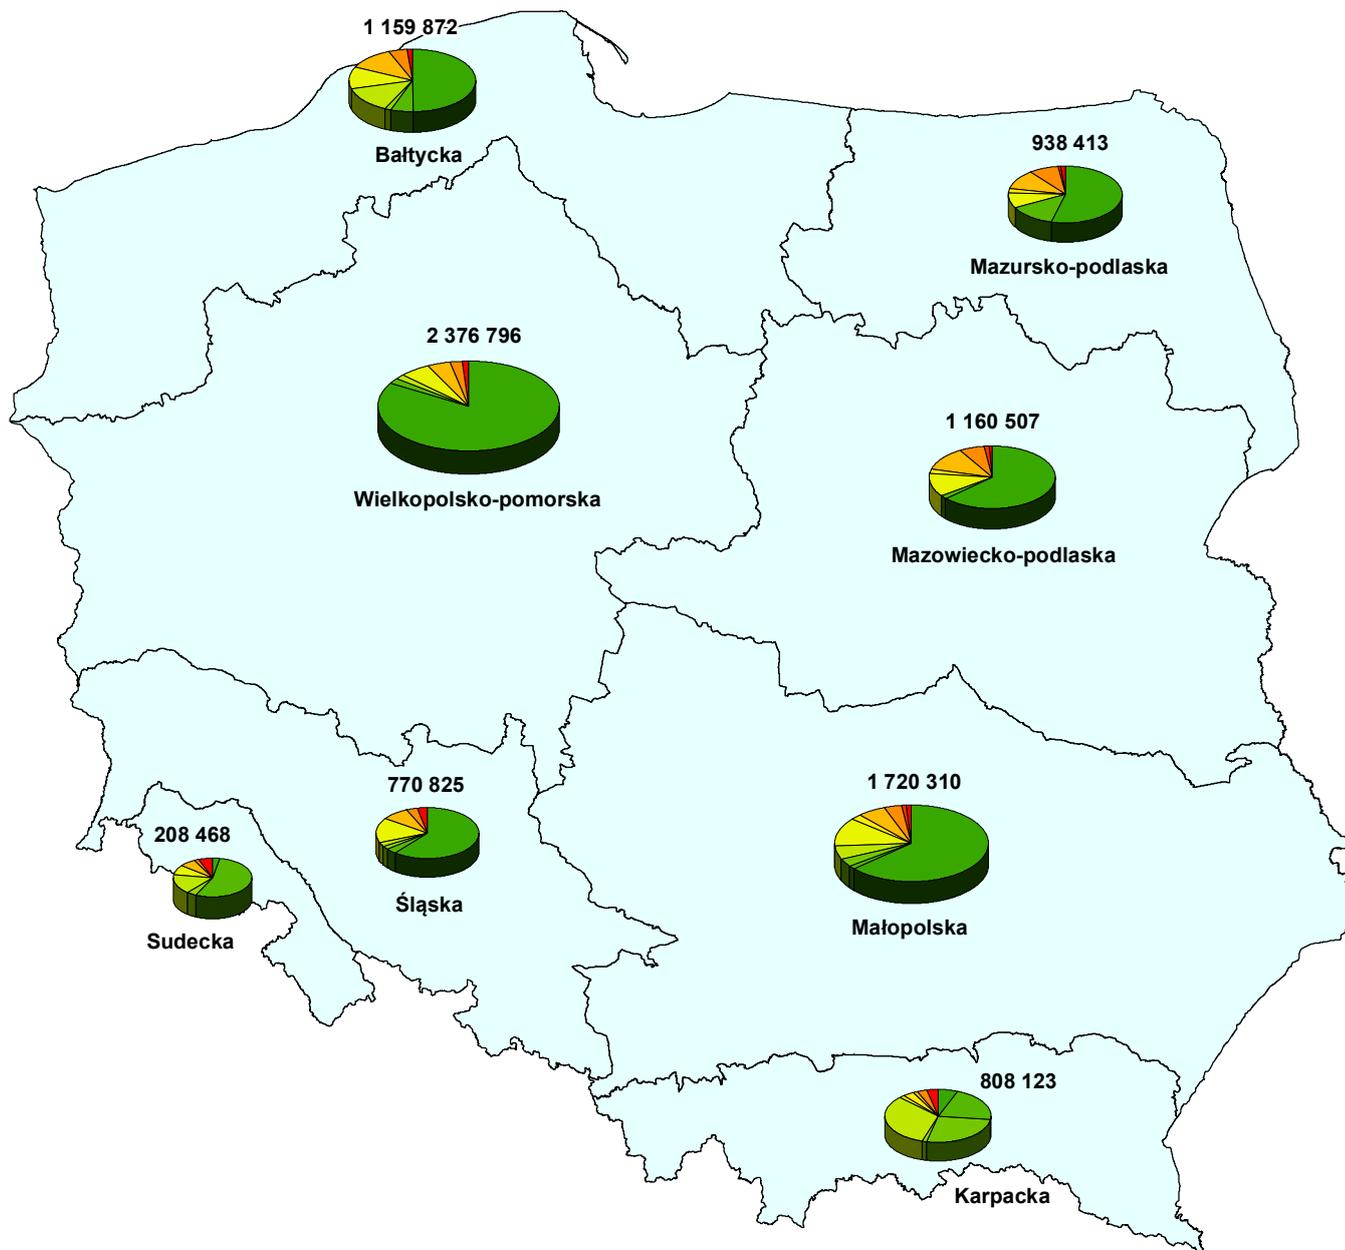 1 159 872
Bałtycka
938 413
Mazursko-podlaska
2 376 796
Wielkopolsko-pomorska
1 160 507
Mazowiecko-podlaska
770 825
Śląska
1 720 310
Małopolska
208 468
Sudecka
808 123
Karpacka